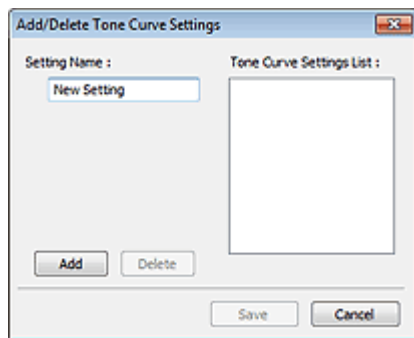 Add/Delete Tone Curve Settings
Setting Name :
Tone Curve Settings List :
New Setting
Add
Delete
Save
Cancel